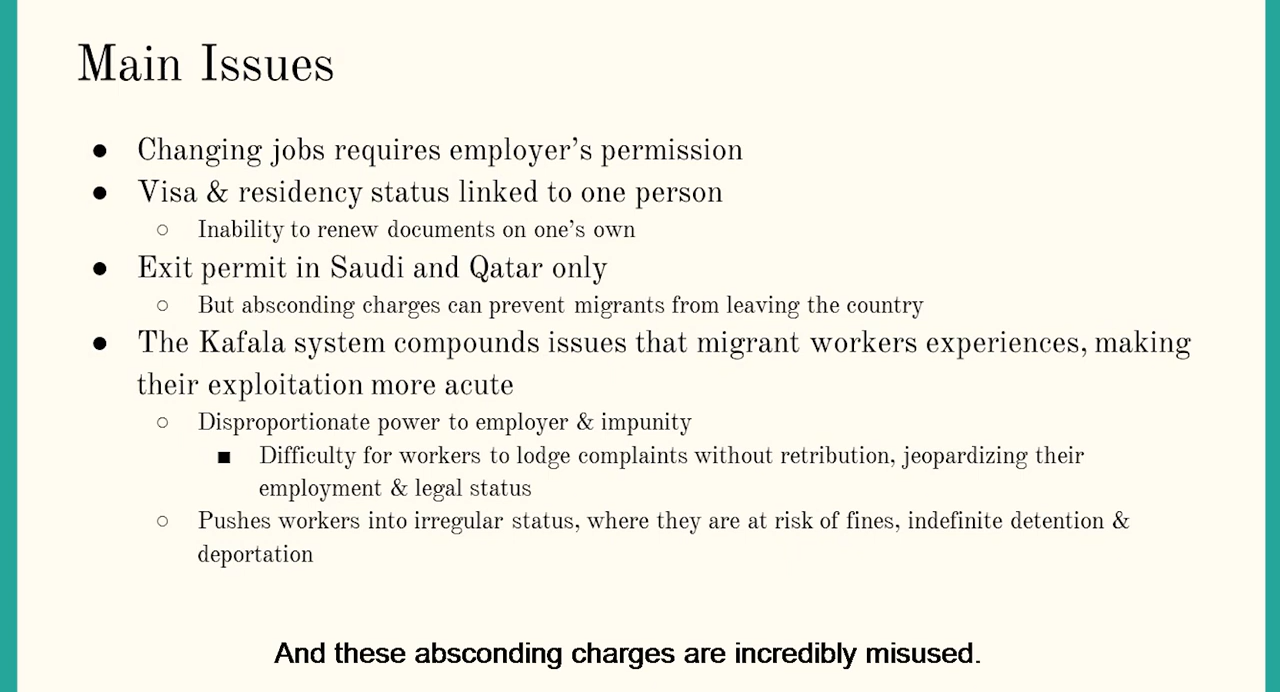 Main Issues
● Changing jobs requires employer's permission
● Visa & residency status linked to one person
○ Inability to renew documents on one's own
● Exit permit in Saudi and Qatar only
○ But absconding charges can prevent migrants from leaving the country
● The Kafala system compounds issues that migrant workers experiences, making
their exploitation more acute
○ Disproportionate power to employer & impunity
■ Difficulty for workers to lodge complaints without retribution, jeopardizing their
employment & legal status
○ Pushes workers into irregular status, where they are at risk of fines, indefinite detention &
deportation
And these absconding charges are incredibly misused.